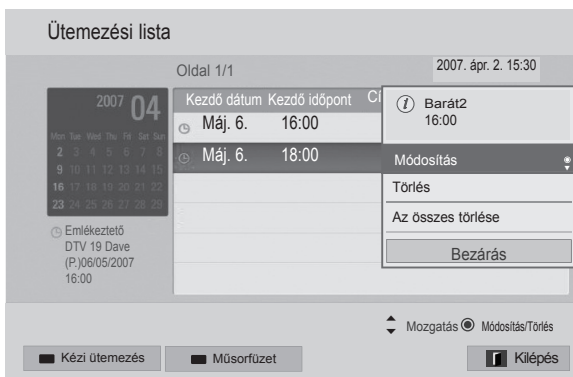 Ütemezési lista
Oldal 1/1
2007. ápr. 2. 15:30
2007 04
Mon Tue Wed Thu Fri Sat Sun
2 3 4 5 6 7 8
9 10 11 12 13 14 15
16 17 18 19 20 21 22
23 24 25 26 27 28 29
Emlékeztető
DTV 19 Dave
(P.)06/05/2007
16:00
Kezdő dátum Kezdő időpont
Máj. 6. 16:00
Máj. 6. 18:00
Barát2
16:00
Módosítás
Törlés
Az összes törlése
Bezárás
Mozgatás Módosítás/Törlés
Kézi ütemezés
Műsorfüzet
Kilépés